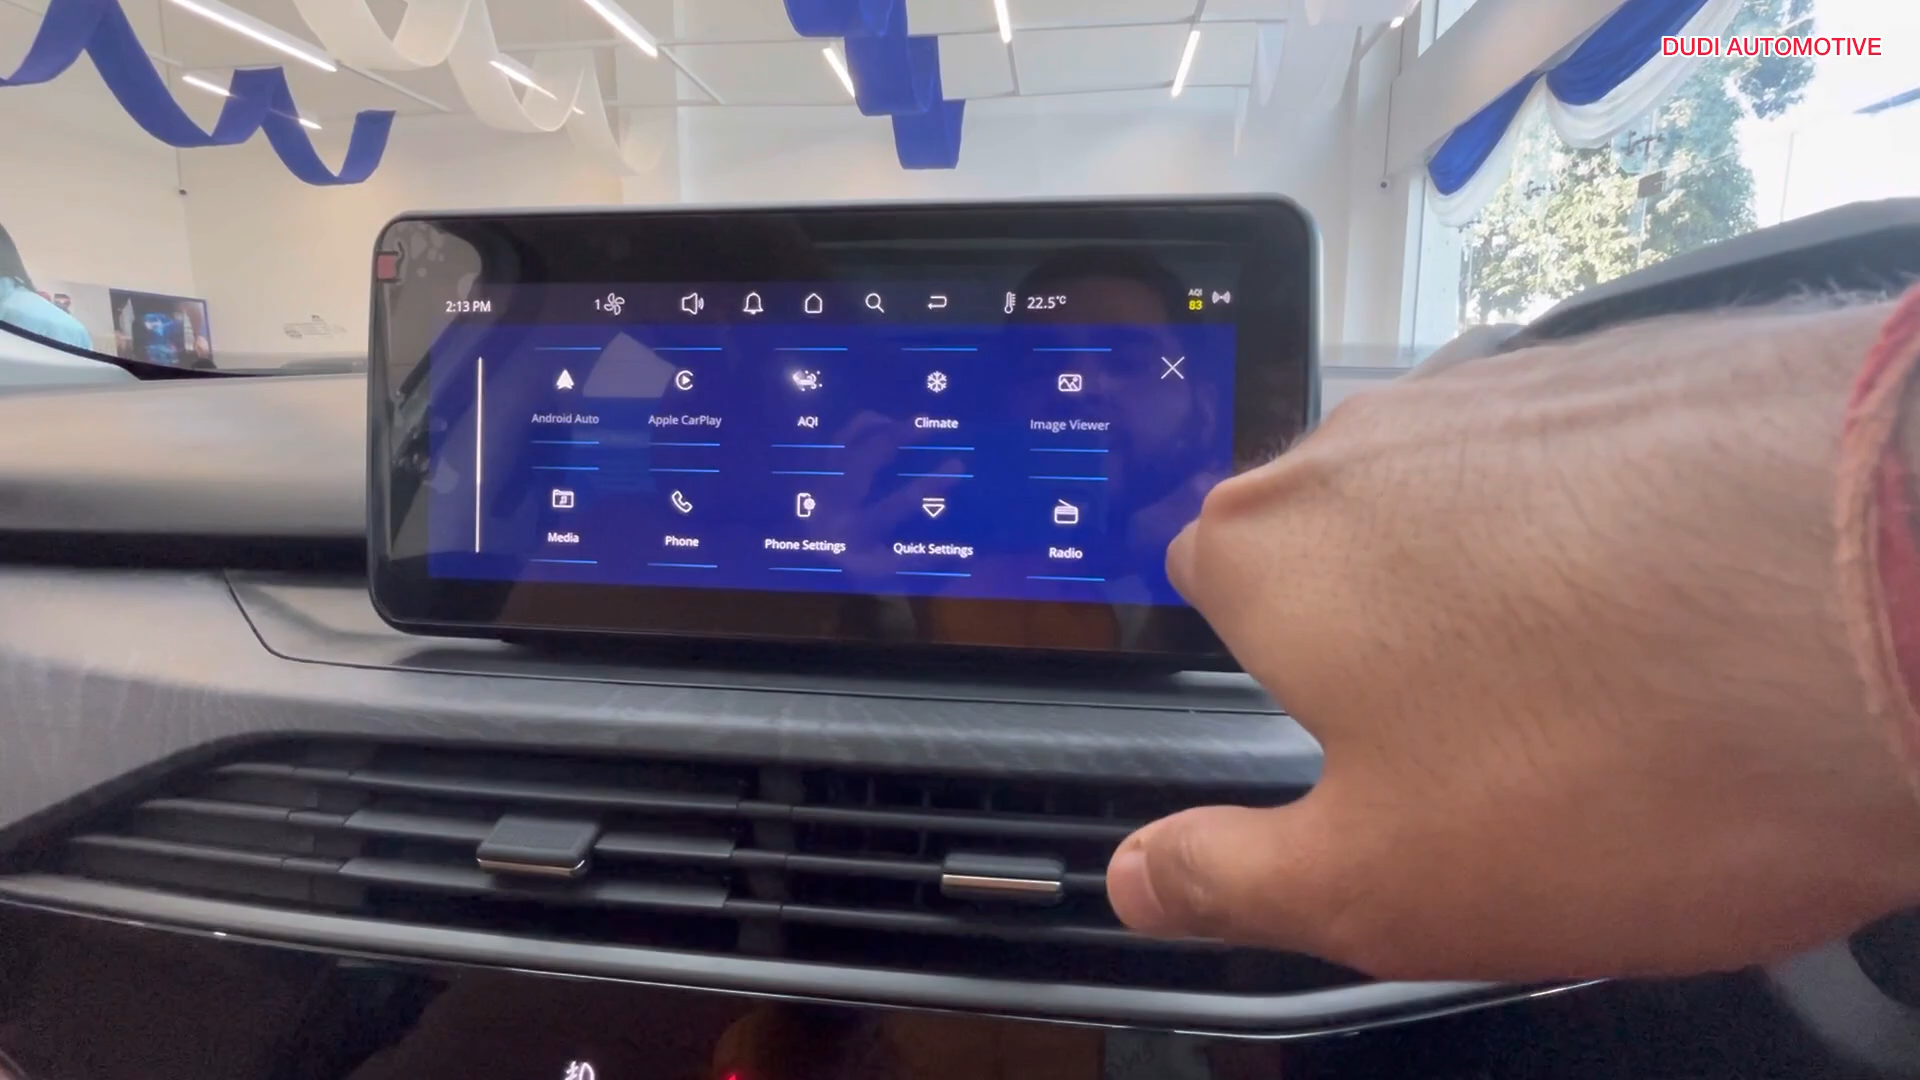 DUDI AUTOMOTIVE
2:13 PM
1
22.5°C
AQI
83
Android Auto
Apple CarPlay
AQI
Climate
Image Viewer
Media
Phone
Phone Settings
Quick Settings
Radio